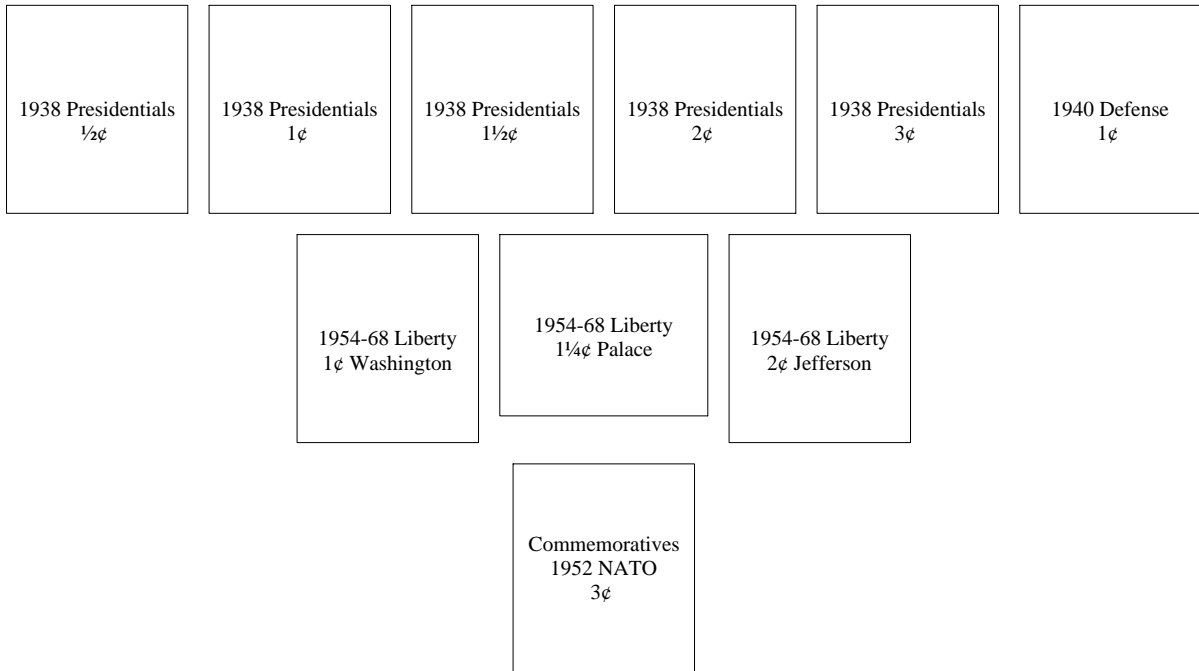 1938 Presidentials
½¢
1938 Presidentials
1¢
1938 Presidentials
1½¢
1938 Presidentials
2¢
1938 Presidentials
3¢
1940 Defense
1¢
1954-68 Liberty
1¢ Washington
1954-68 Liberty
1¼¢ Palace
1954-68 Liberty
2¢ Jefferson
Commemoratives
1952 NATO
3¢